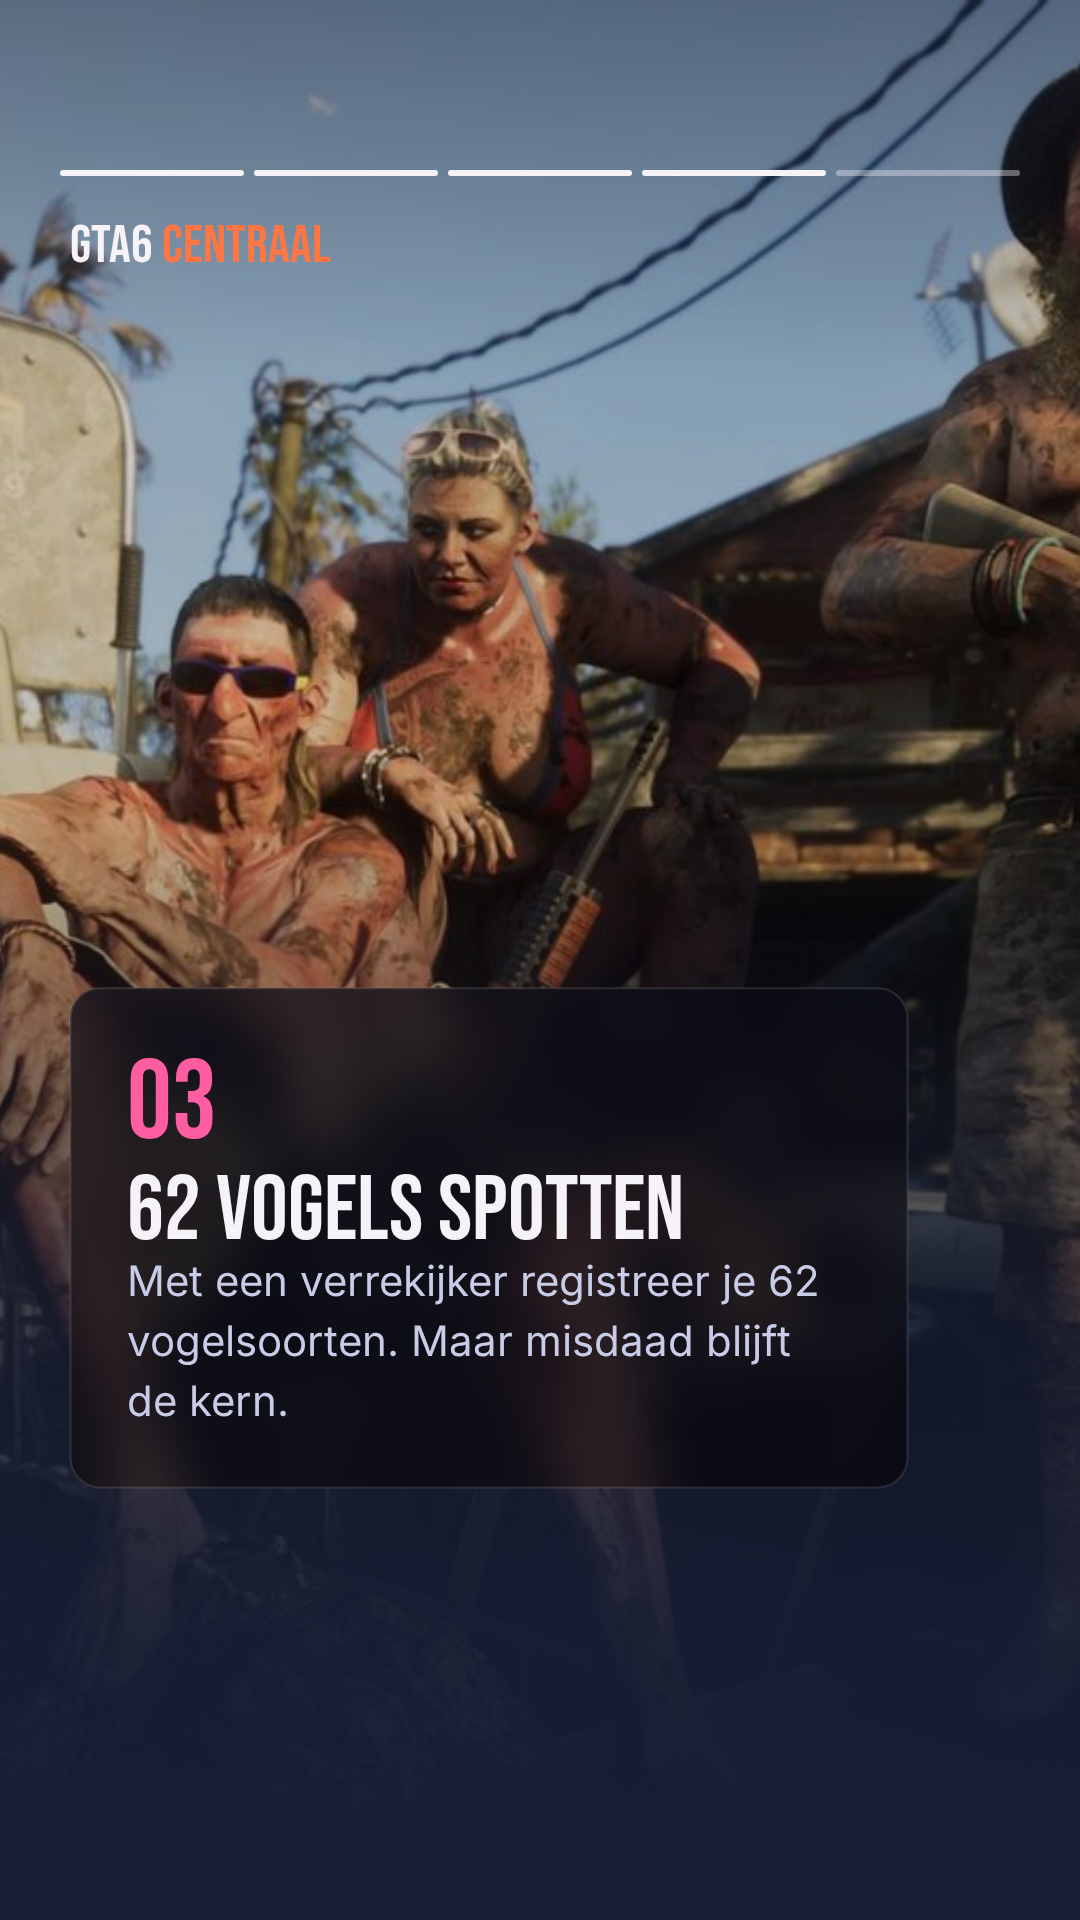 GTA6 CENTRAAL
03
62 VOGELS SPOTTEN
Met een verrekijker registreer je 62
vogelsoorten. Maar misdaad blijft
de kern.